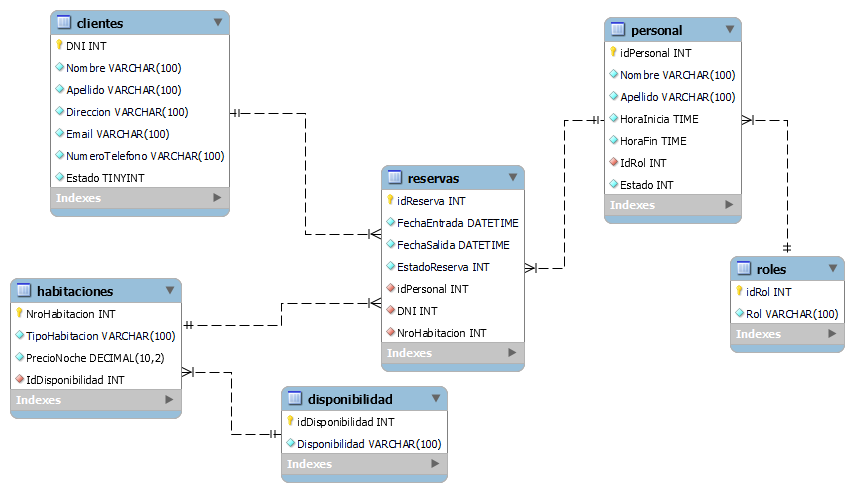 clientes
DNI INT
Nombre VARCHAR(100)
Apellido VARCHAR(100)
Direccion VARCHAR(100)
Email VARCHAR(100)
NumeroTelefono VARCHAR(100)
Estado TINYINT
Indexes
personal
idPersonal INT
Nombre VARCHAR(100)
Apellido VARCHAR(100)
HoraInicia TIME
HoraFin TIME
IdRol INT
Estado INT
Indexes
reservas
idReserva INT
FechaEntrada DATETIME
FechaSalida DATETIME
EstadoReserva INT
idPersonal INT
DNI INT
NroHabitacion INT
Indexes
roles
idRol INT
Rol VARCHAR(100)
Indexes
habitaciones
NroHabitacion INT
TipoHabitacion VARCHAR(100)
PrecioNoche DECIMAL(10,2)
IdDisponibilidad INT
Indexes
disponibilidad
idDisponibilidad INT
Disponibilidad VARCHAR(100)
Indexes